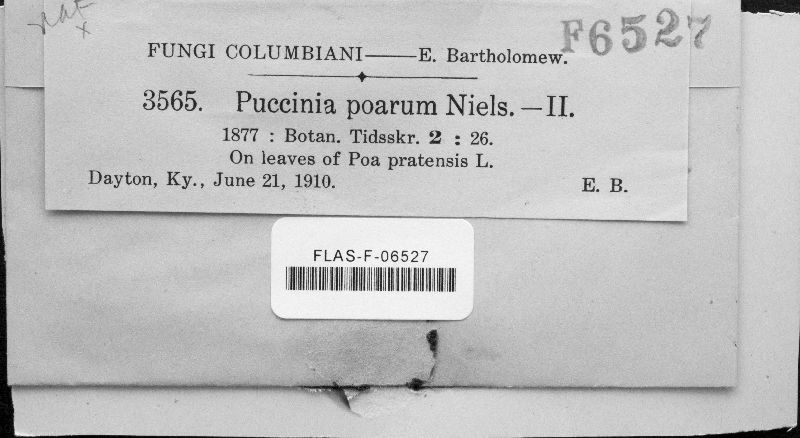 F6527
FUNGI COLUMBIANI——E. Bartholomew.
3565. Puccinia poarum Niels.—II.
1877 : Botan. Tidsskr. 2 : 26.
On leaves of Poa pratensis L.
Dayton, Ky., June 21, 1910. E. B.
FLAS-F-06527